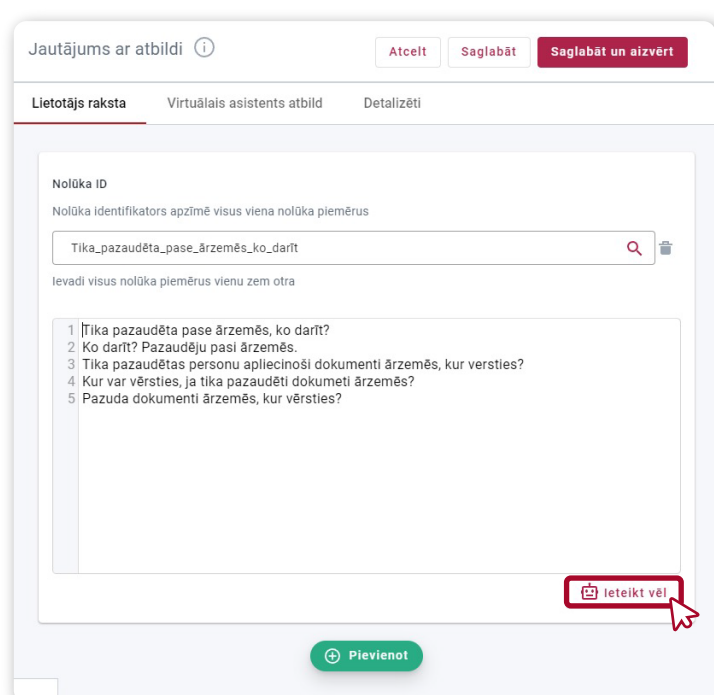 Jautājums ar atbildi
Atcelt
Saglabāt
Saglabāt un aizvērt
Lietotājs raksta
Virtuālais asistents atbild
Detalizēti
Nolūka ID
Nolūka identifikators apzīmē visus viena nolūka piemērus
Tika_pazaudēta_pase_ārzemēs_ko_darīt
Ievadi visus nolūka piemērus vienu zem otra
1 Tika pazaudēta pase ārzemēs, ko darīt?
2 Ko darīt? Pazaudēju pasi ārzemēs.
3 Tika pazaudētas personu apliecinoši dokumenti ārzemēs, kur versties?
4 Kur var vērsties, ja tika pazaudēti dokumeti ārzemēs?
5 Pazuda dokumenti ārzemēs, kur vērsties?
Ieteikt vēl
Pievienot